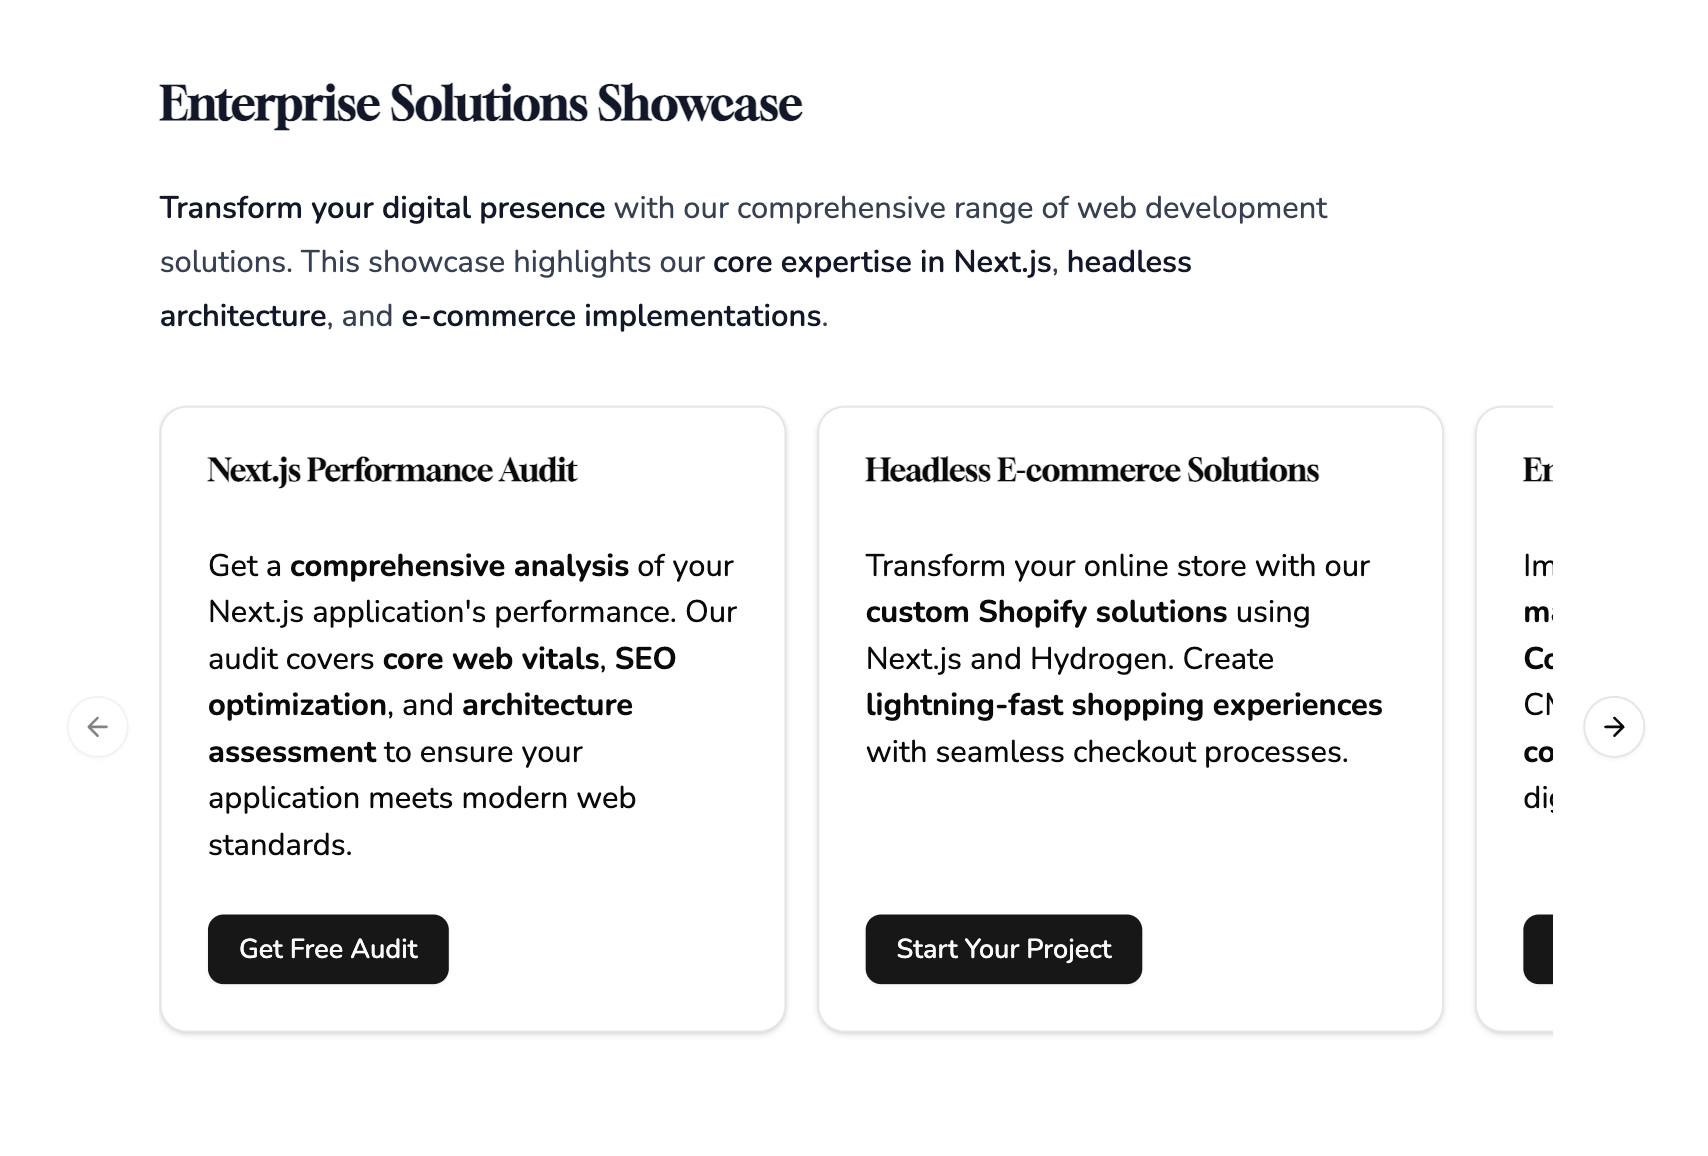 Enterprise Solutions Showcase
Transform your digital presence with our comprehensive range of web development
solutions. This showcase highlights our core expertise in Next.js, headless
architecture, and e-commerce implementations.
Next.js Performance Audit
Get a comprehensive analysis of your
Next.js application's performance. Our
audit covers core web vitals, SEO
optimization, and architecture
assessment to ensure your
application meets modern web
standards.
Get Free Audit
Headless E-commerce Solutions
Transform your online store with our
custom Shopify solutions using
Next.js and Hydrogen. Create
lightning-fast shopping experiences
with seamless checkout processes.
Start Your Project